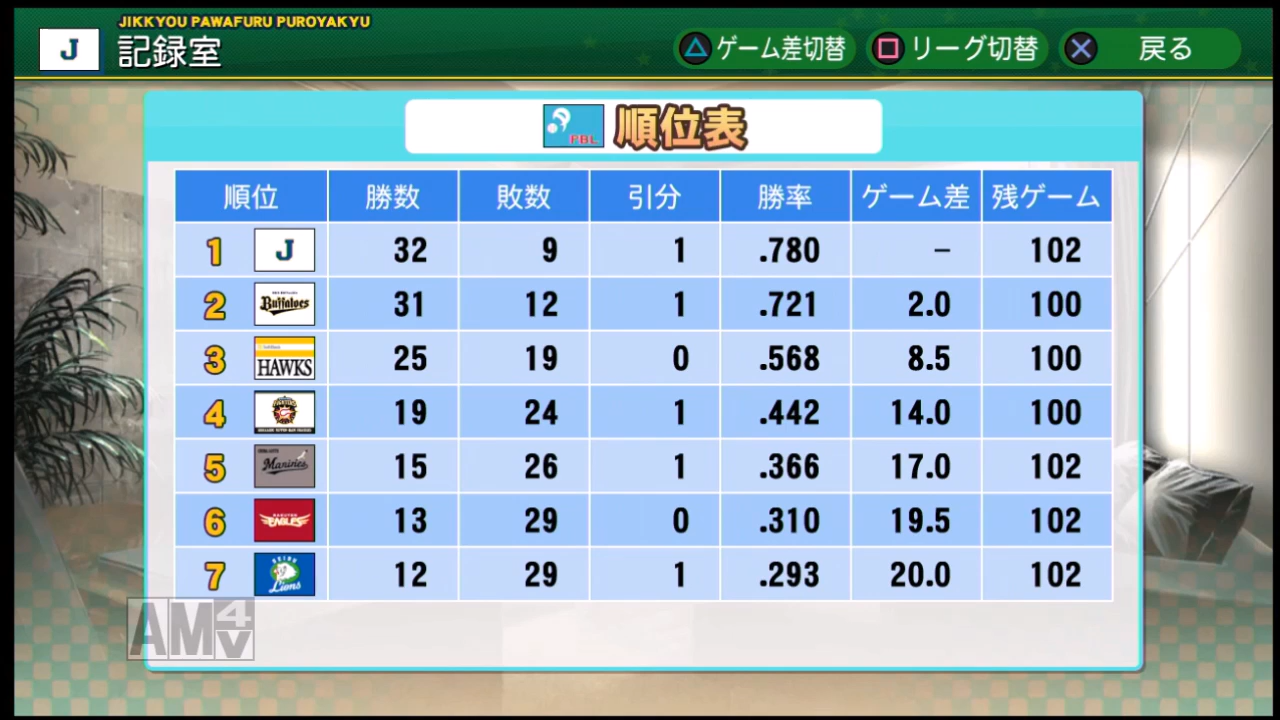 JIKKYOU PAWAFURU PUROYAKYU
J 記録室 ゲーム差切替 リーグ切替 戻る
PBL 順位表
順位 勝数 敗数 引分 勝率 ゲーム差 残ゲーム
1 J 32 9 1 .780 – 102
2 Buffaloes 31 12 1 .721 2.0 100
3 HAWKS 25 19 0 .568 8.5 100
4 19 24 1 .442 14.0 100
5 Marines 15 26 1 .366 17.0 102
6 EAGLES 13 29 0 .310 19.5 102
7 Lions 12 29 1 .293 20.0 102
AM4V